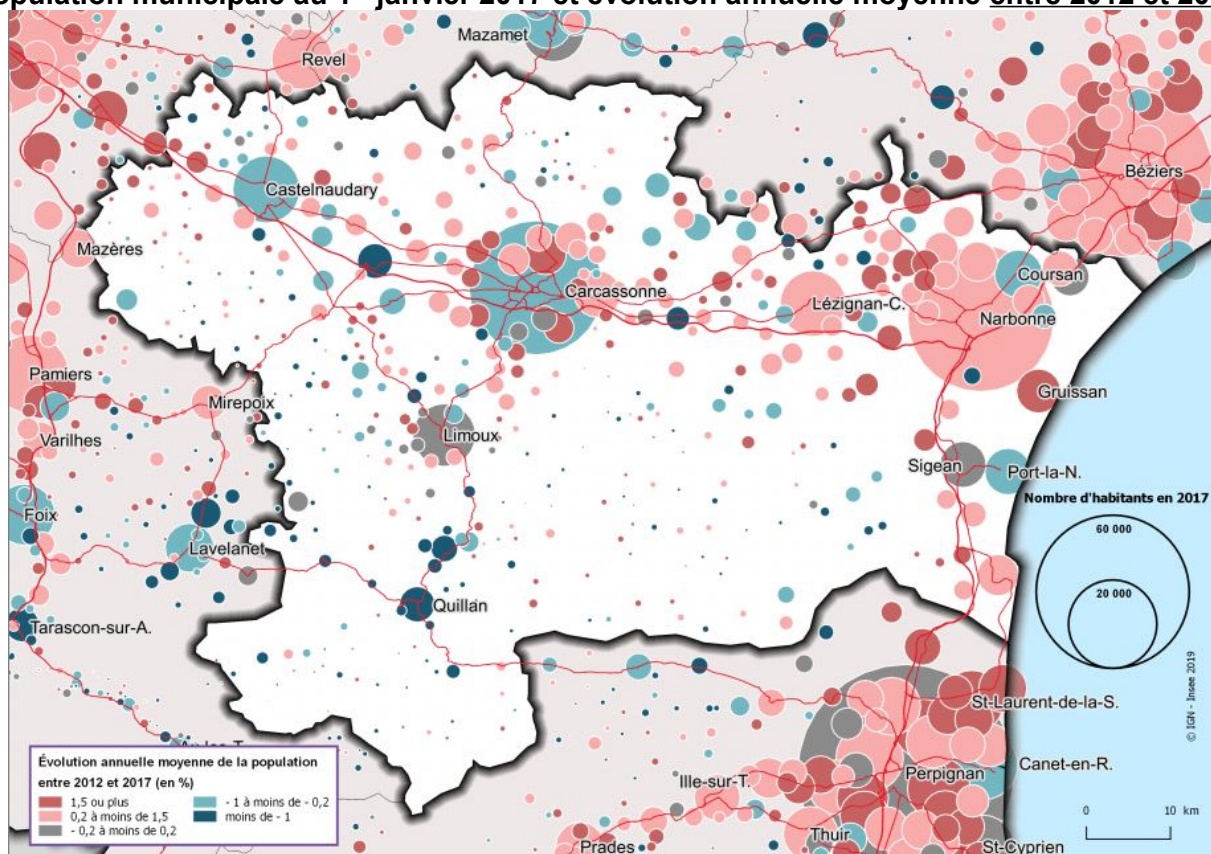 opulation municipale au 1er janvier 2017 et évolution annuelle moyenne entre 2012 et 20
Mazamet
Revel
Béziers
Castelnaudary
Mazères
Coursan
Carcassonne
Lézignan-C.
Narbonne
Pamiers
Gruissan
Mirepoix
Limoux
Varilhes
Sigean
Port-la-N.
Nombre d'habitants en 2017
Foix
60 000
Lavelanet
20 000
Quillan
Tarascon-sur-A.
© IGN - Insee 2019
St-Laurent-de-la-S.
Évolution annuelle moyenne de la population
entre 2012 et 2017 (en %)
1,5 ou plus
0,2 à moins de 1,5
- 0,2 à moins de 0,2
- 1 à moins de - 0,2
moins de - 1
Canet-en-R.
Perpignan
Ille-sur-T.
0 10 km
Thuir
Prades
St-Cyprien